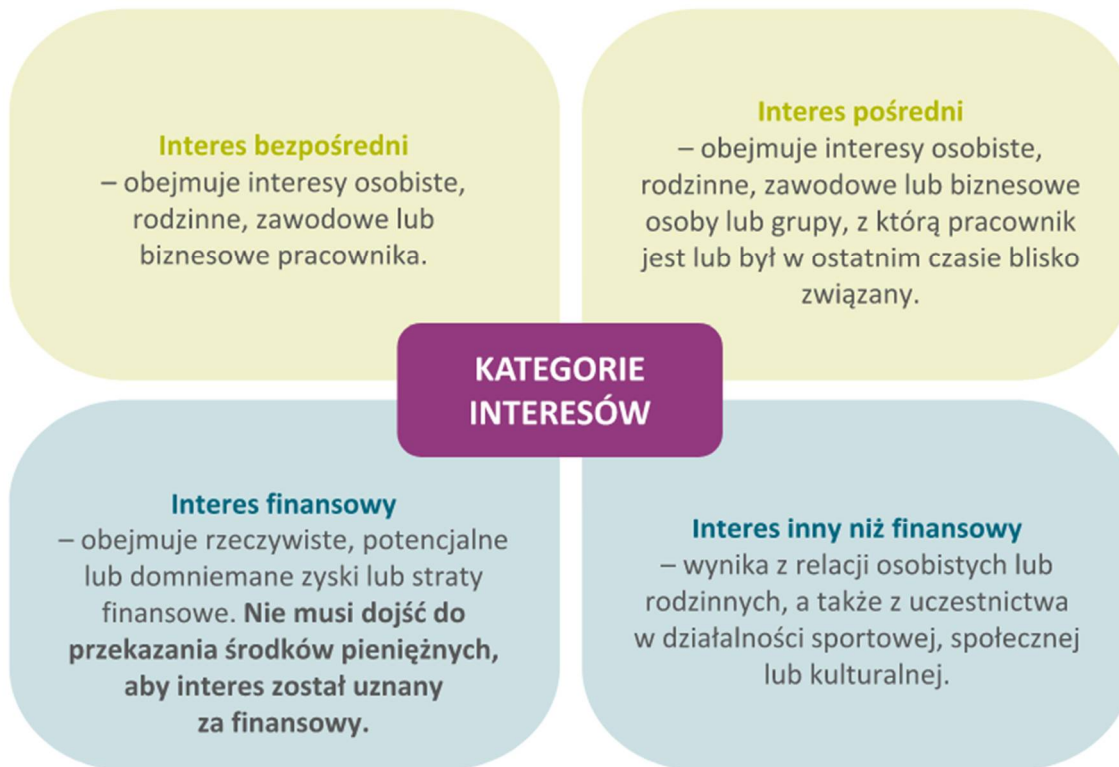 Interes bezpośredni
– obejmuje interesy osobiste,
rodzinne, zawodowe lub
biznesowe pracownika.
Interes pośredni
– obejmuje interesy osobiste,
rodzinne, zawodowe lub biznesowe
osoby lub grupy, z którą pracownik
jest lub był w ostatnim czasie blisko
związany.
KATEGORIE
INTERESÓW
Interes finansowy
– obejmuje rzeczywiste, potencjalne
lub domniemane zyski lub straty
finansowe. Nie musi dojść do
przekazania środków pieniężnych,
aby interes został uznany
za finansowy.
Interes inny niż finansowy
– wynika z relacji osobistych lub
rodzinnych, a także z uczestnictwa
w działalności sportowej, społecznej
lub kulturalnej.